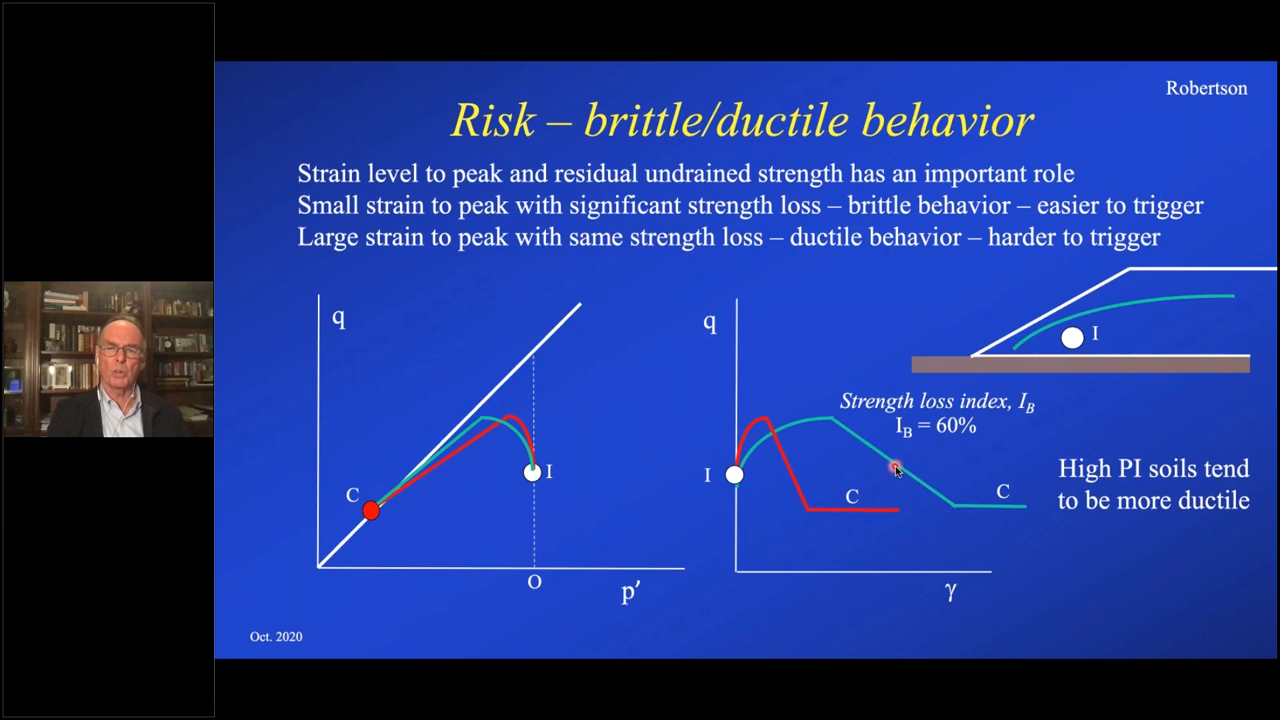 Robertson
Risk – brittle/ductile behavior
Strain level to peak and residual undrained strength has an important role
Small strain to peak with significant strength loss – brittle behavior – easier to trigger
Large strain to peak with same strength loss – ductile behavior – harder to trigger
q
C
I
O
p'
q
I
Strength loss index, I_B
I_B = 60%
C
C
γ
I
High PI soils tend
to be more ductile
Oct. 2020